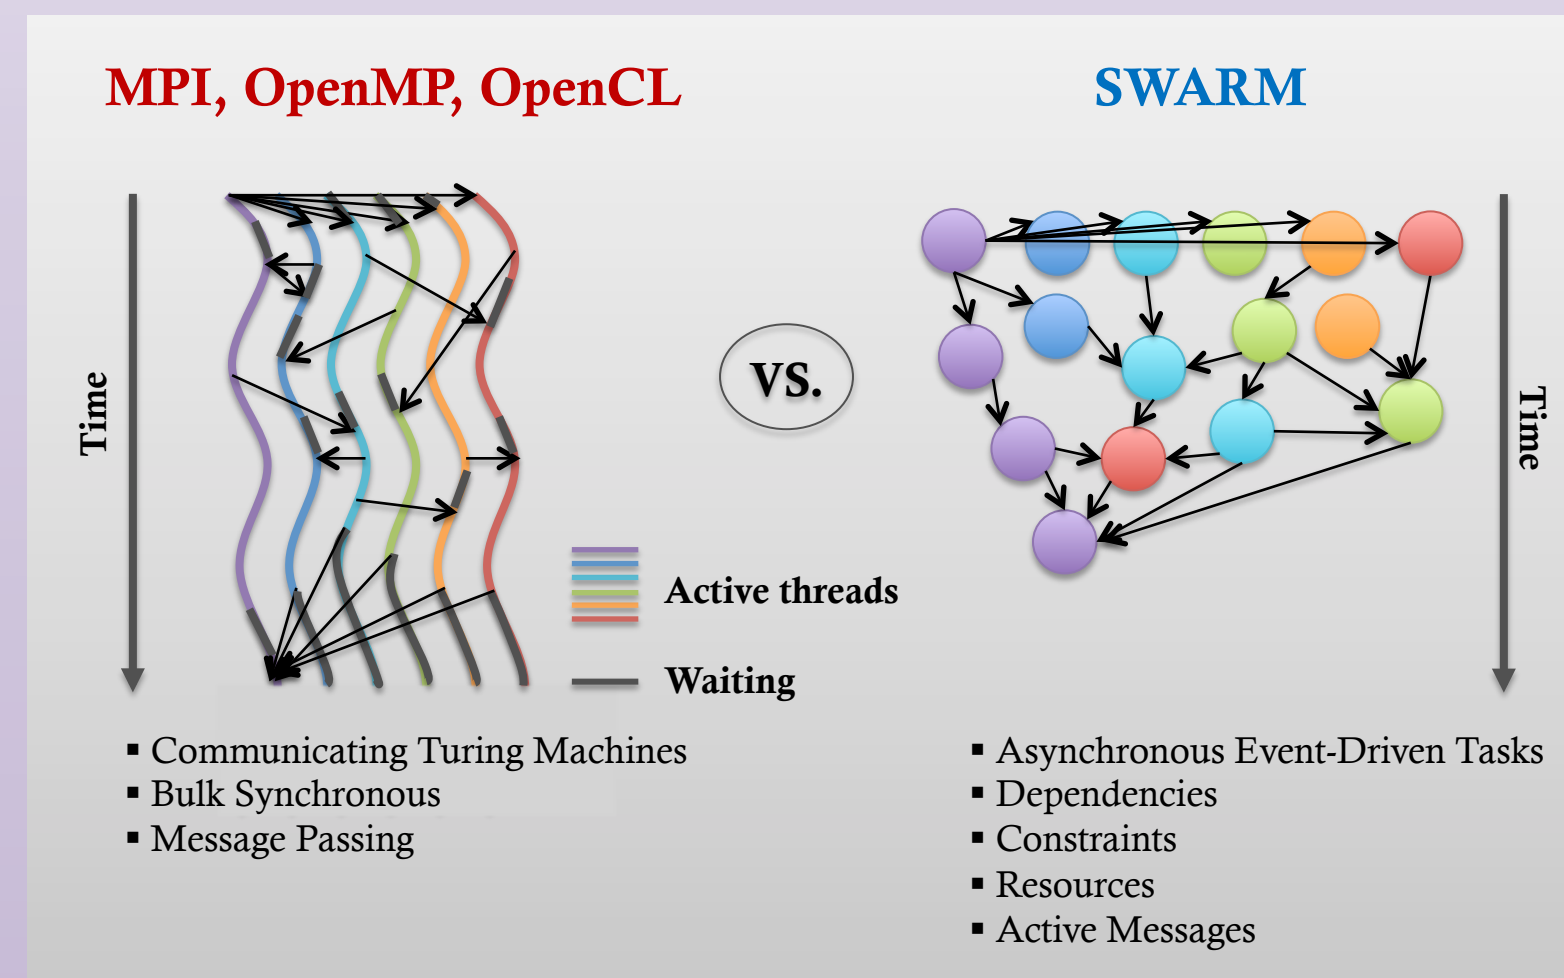 MPI, OpenMP, OpenCL
SWARM
Time
vs.
Time
Active threads
Waiting
▪ Communicating Turing Machines
▪ Bulk Synchronous
▪ Message Passing
▪ Asynchronous Event-Driven Tasks
▪ Dependencies
▪ Constraints
▪ Resources
▪ Active Messages